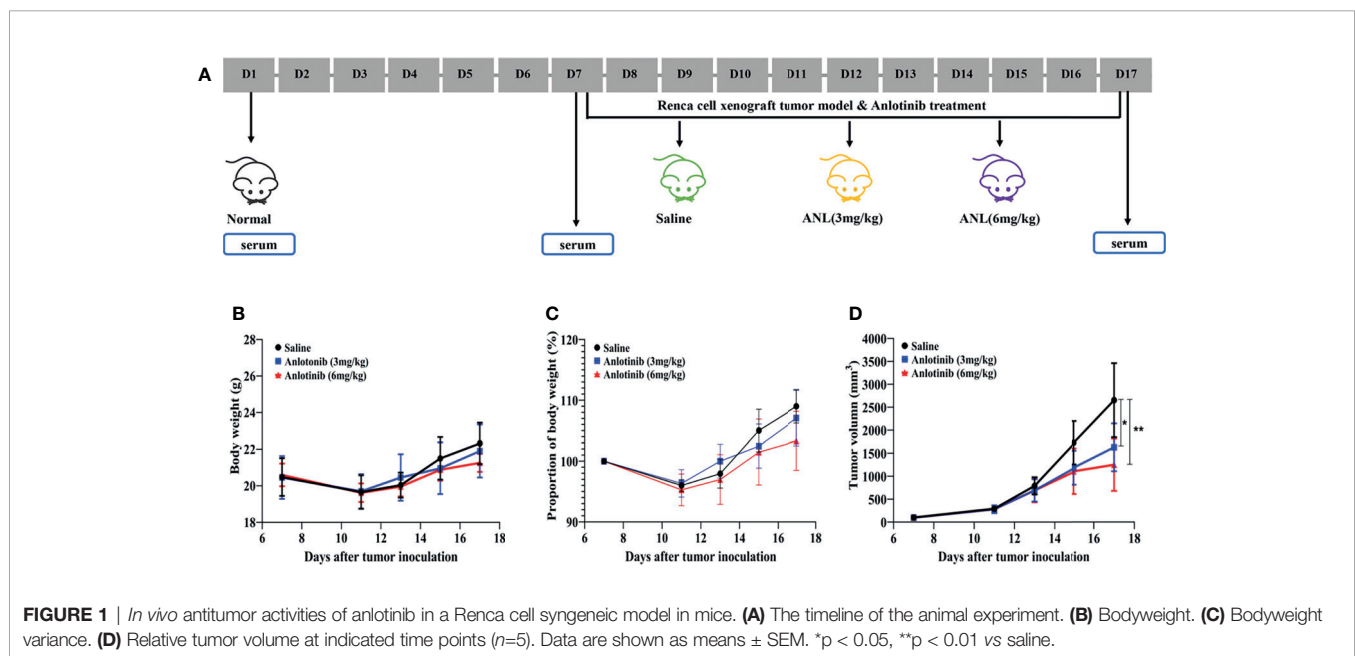 A
D1 D2 D3 D4 D5 D6 D7 D8 D9 D10 D11 D12 D13 D14 D15 D16 D17
Renca cell xenograft tumor model & Anlotinib treatment
Normal
Saline
ANL(3mg/kg)
ANL(6mg/kg)
serum
serum
serum
B
28
26
24
22
20
18
Body weight (g)
Saline
Anlotonib (3mg/kg)
Anlotinib (6mg/kg)
6 8 10 12 14 16 18
Days after tumor inoculation
C
120
110
100
90
Proportion of body weight (%)
Saline
Anlotinib (3mg/kg)
Anlotinib (6mg/kg)
6 8 10 12 14 16 18
Days after tumor inoculation
D
4000
3500
3000
2500
2000
1500
1000
500
0
Tumor volumn (mm³)
Saline
Anlotinib (3mg/kg)
Anlotinib (6mg/kg)
*
**
6 8 10 12 14 16 18
Days after tumor inoculation
FIGURE 1 | In vivo antitumor activities of anlotinib in a Renca cell syngeneic model in mice. (A) The timeline of the animal experiment. (B) Bodyweight. (C) Bodyweight
variance. (D) Relative tumor volume at indicated time points (n=5). Data are shown as means ± SEM. *p < 0.05, **p < 0.01 vs saline.